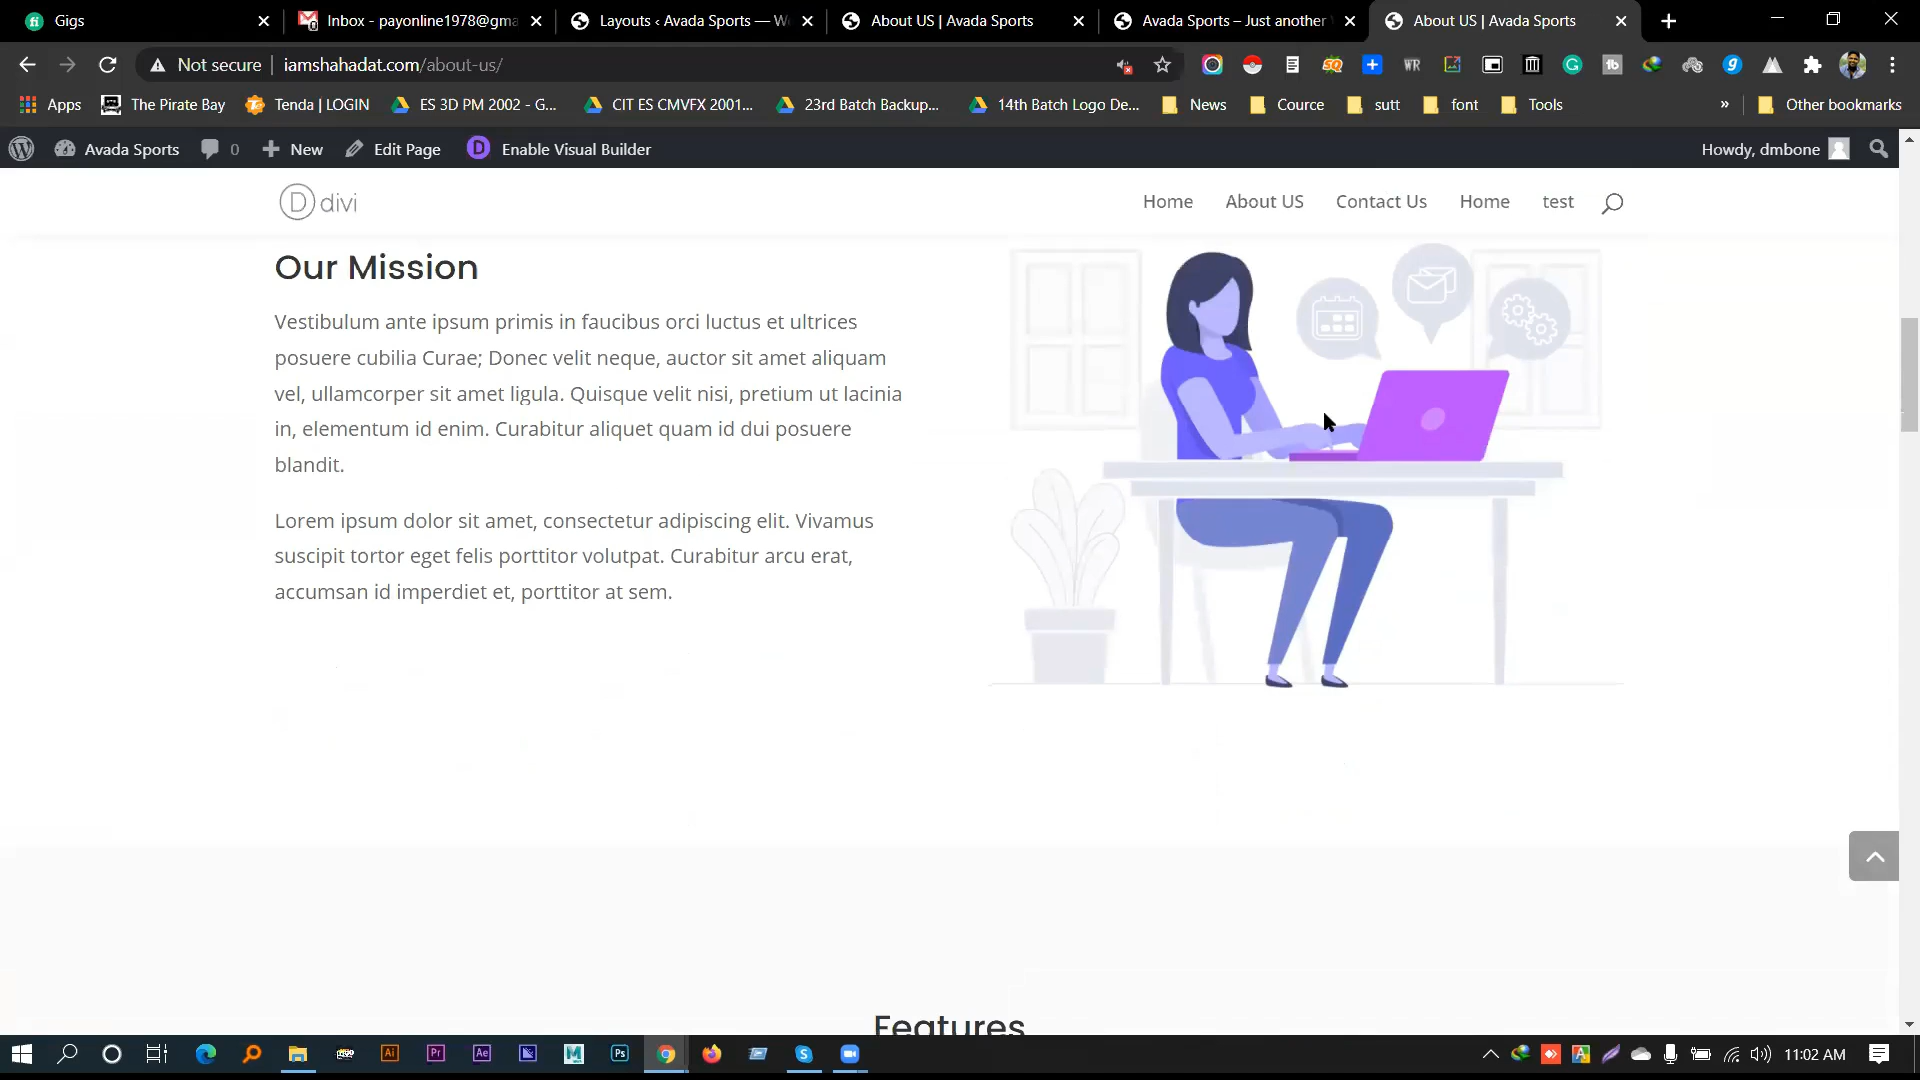 Gigs
Inbox - payonline1978@gma
Layouts ‹ Avada Sports — W
About US | Avada Sports
Avada Sports – Just another
About US | Avada Sports
Not secure
iamshahadat.com/about-us/
Apps
The Pirate Bay
Tenda | LOGIN
ES 3D PM 2002 - G...
CIT ES CMVFX 2001...
23rd Batch Backup...
14th Batch Logo De...
News
Cource
sutt
font
Tools
»
Other bookmarks
Avada Sports
0
New
Edit Page
Enable Visual Builder
Howdy, dmbone
divi
Home
About US
Contact Us
Home
test
Our Mission
Vestibulum ante ipsum primis in faucibus orci luctus et ultrices
posuere cubilia Curae; Donec velit neque, auctor sit amet aliquam
vel, ullamcorper sit amet ligula. Quisque velit nisi, pretium ut lacinia
in, elementum id enim. Curabitur aliquet quam id dui posuere
blandit.
Lorem ipsum dolor sit amet, consectetur adipiscing elit. Vivamus
suscipit tortor eget felis porttitor volutpat. Curabitur arcu erat,
accumsan id imperdiet et, porttitor at sem.
Features
11:02 AM